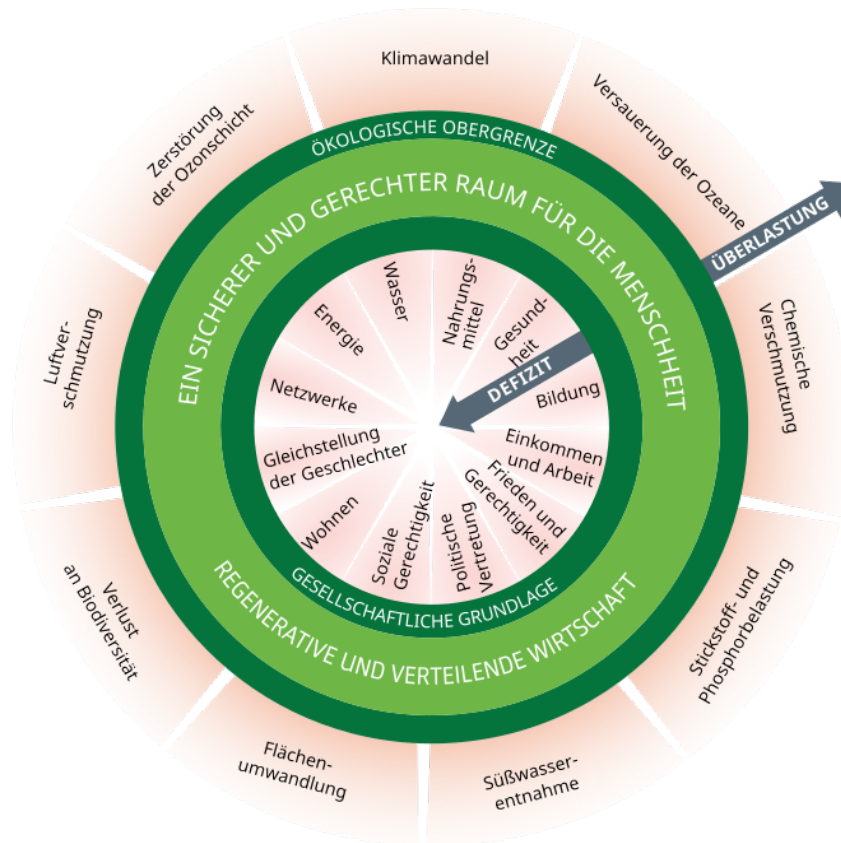 Klimawandel
Versauerung der Ozeane
ÜBERLASTUNG
Chemische
Verschmutzung
Stickstoff- und
Phosphorbelastung
Süßwasser-
entnahme
Flächen-
umwandlung
Verlust
an Biodiversität
Luftver-
schmutzung
Zerstörung
der Ozonschicht
ÖKOLOGISCHE OBERGRENZE
EIN SICHERER UND GERECHTER RAUM FÜR DIE MENSCHHEIT
Wasser
Nahrungs-
mittel
Gesund-
heit
DEFIZIT
Bildung
Einkommen
und Arbeit
Frieden und
Gerechtigkeit
Politische
Vertretung
Soziale
Gerechtigkeit
Wohnen
Gleichstellung
der Geschlechter
Netzwerke
Energie
GESELLSCHAFTLICHE GRUNDLAGE
REGENERATIVE UND VERTEILENDE WIRTSCHAFT